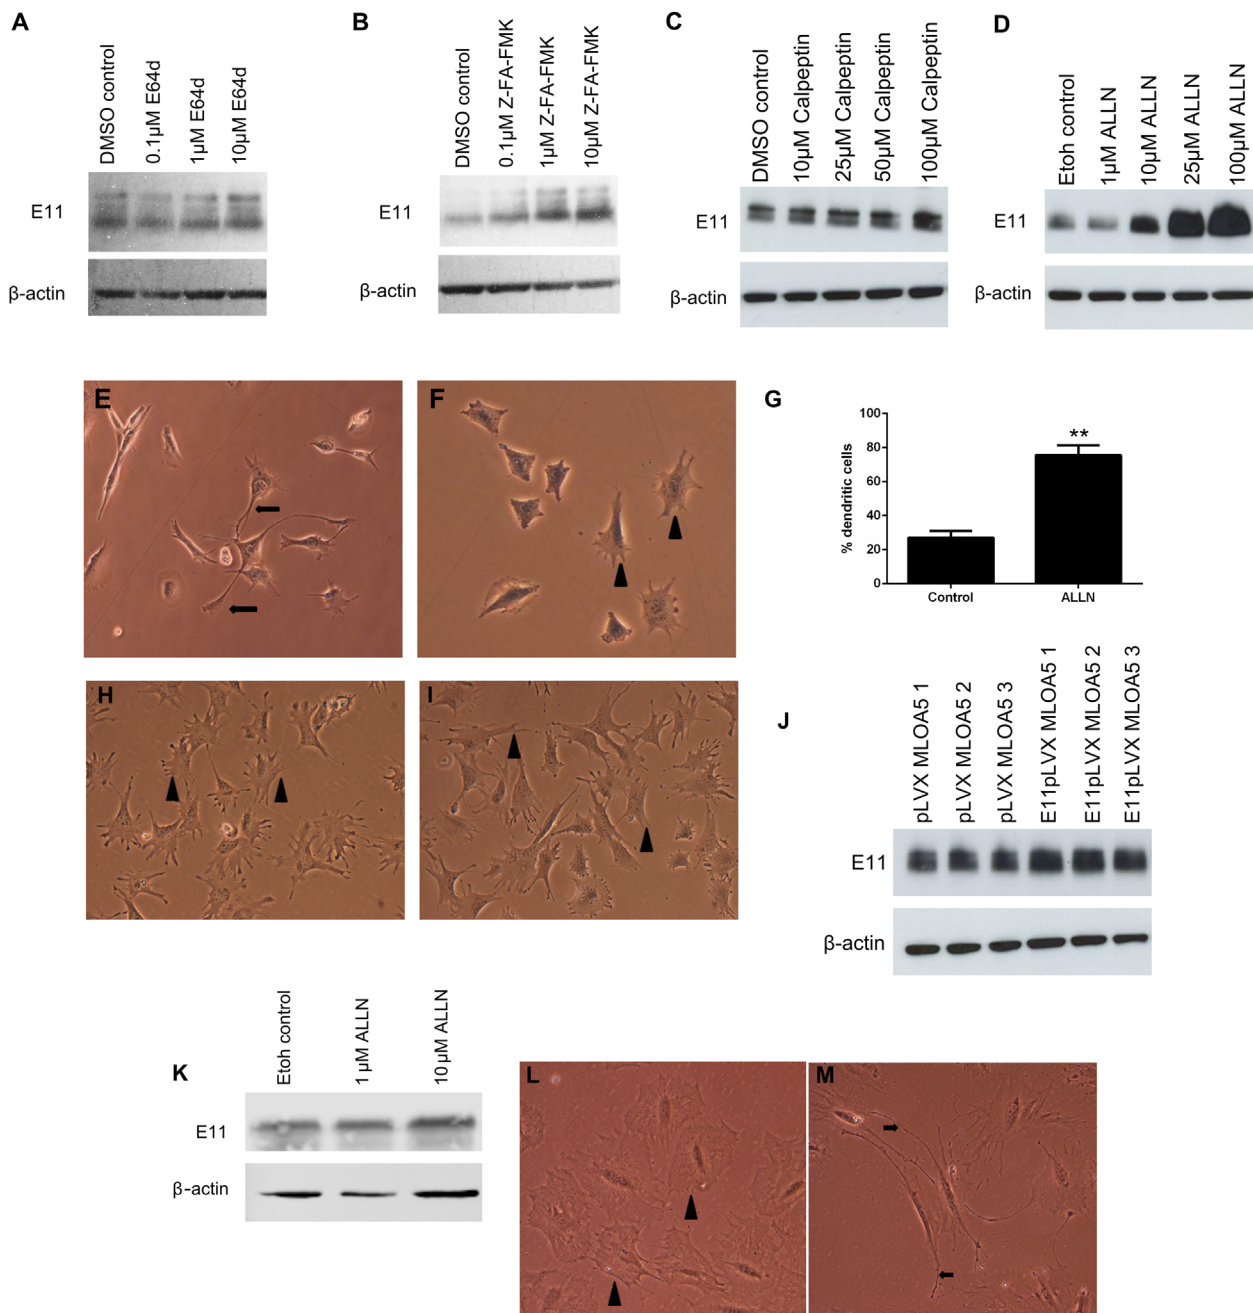 A
DMSO control
0.1µM E64d
1µM E64d
10µM E64d
E11
β-actin
B
DMSO control
0.1µM Z-FA-FMK
1µM Z-FA-FMK
10µM Z-FA-FMK
E11
β-actin
C
DMSO control
10µM Calpeptin
25µM Calpeptin
50µM Calpeptin
100µM Calpeptin
E11
β-actin
D
Etoh control
1µM ALLN
10µM ALLN
25µM ALLN
100µM ALLN
E11
β-actin
E
F
G
% dendritic cells
100
80
60
40
20
0
**
Control
ALLN
H
I
J
pLVX MLOA5 1
pLVX MLOA5 2
pLVX MLOA5 3
E11pLVX MLOA5 1
E11pLVX MLOA5 2
E11pLVX MLOA5 3
E11
β-actin
K
Etoh control
1 µM ALLN
10 µM ALLN
E11
β-actin
L
M